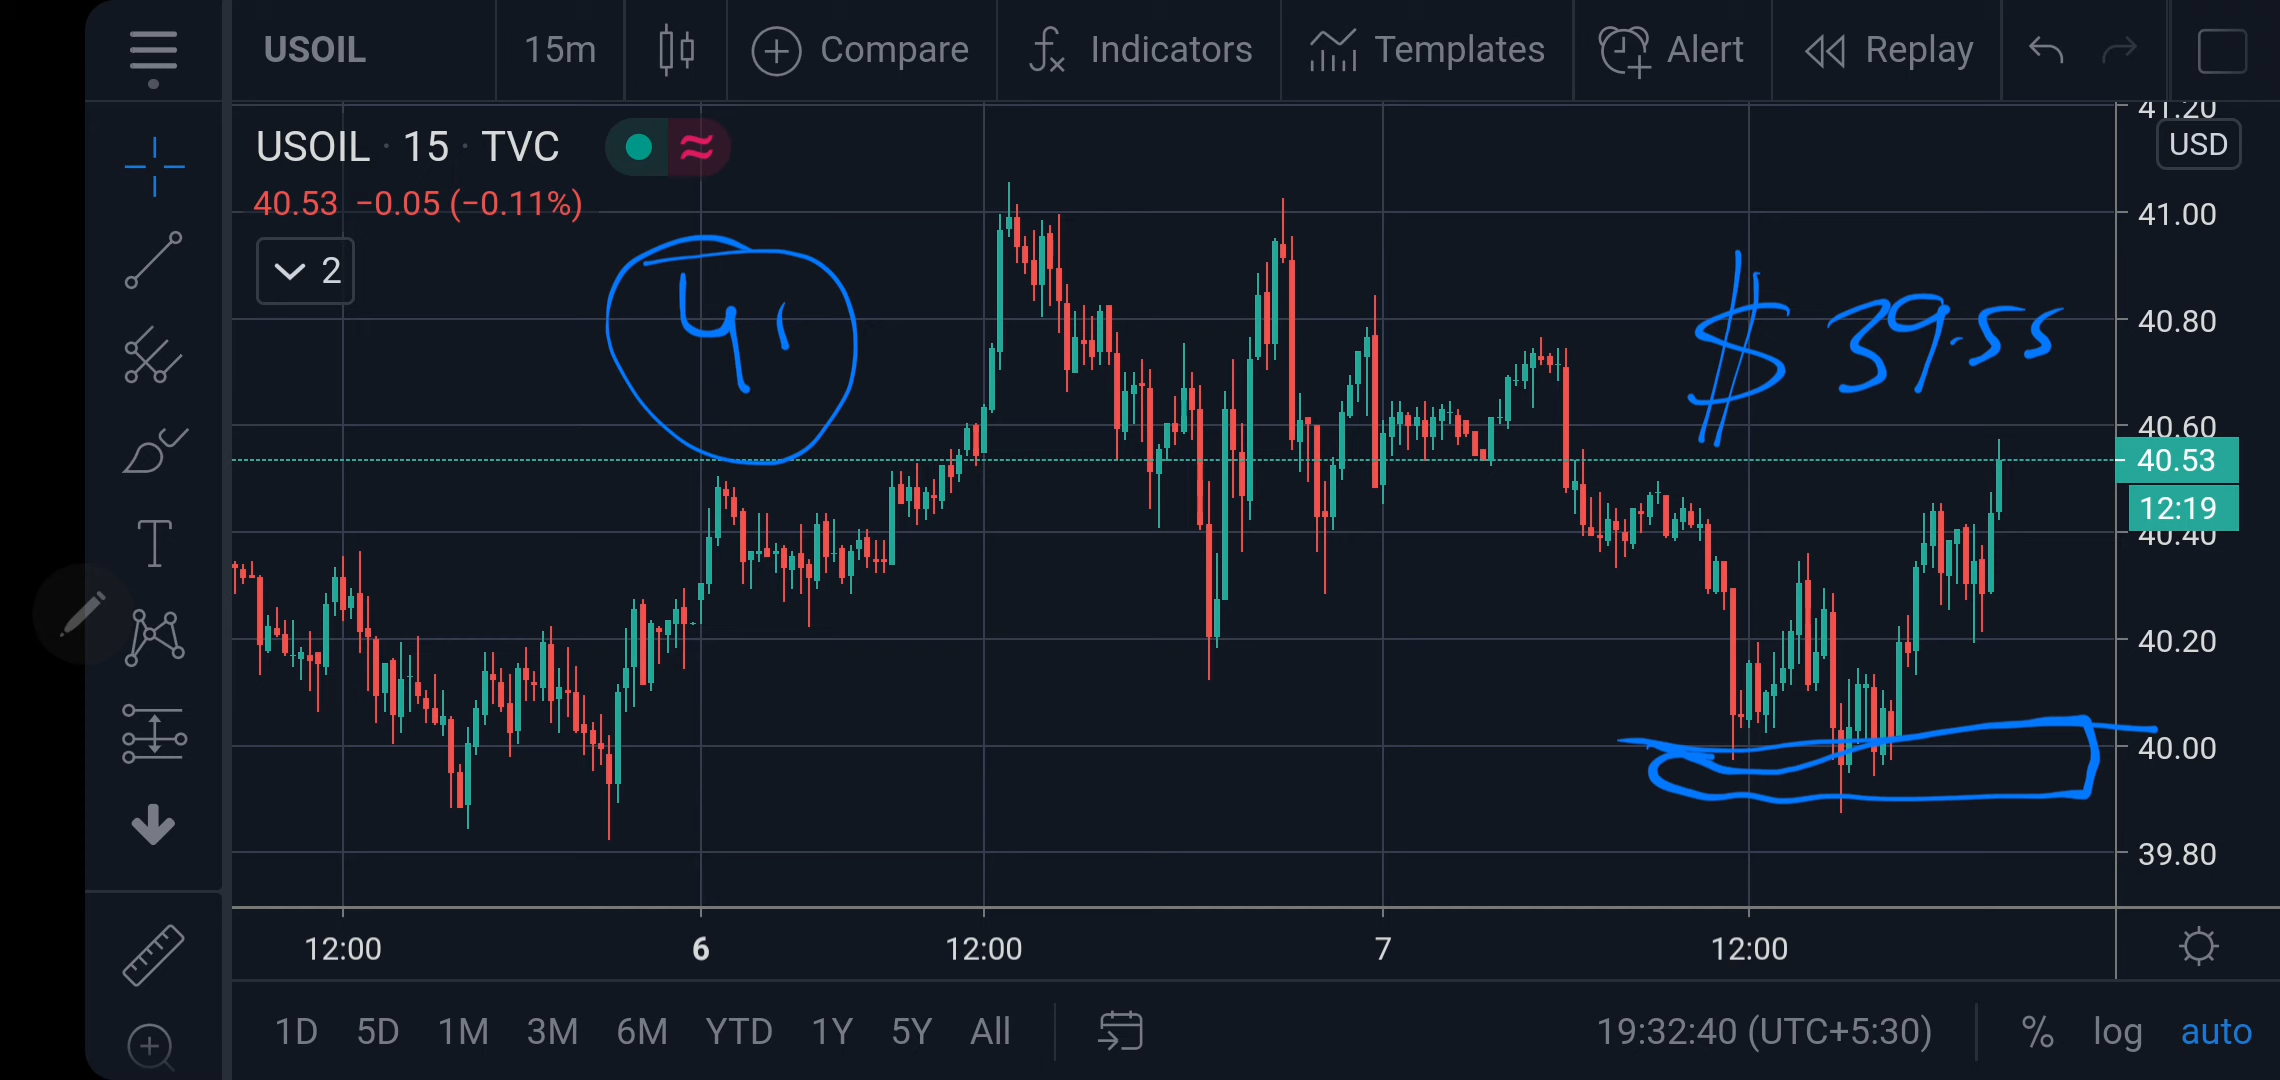 USOIL 15m Compare Indicators Templates Alert Replay
USOIL · 15 · TVC
40.53 −0.05 (−0.11%)
2
41
$ 39.55
USD
41.20
41.00
40.80
40.60
40.53
12:19
40.40
40.20
40.00
39.80
12:00 6 12:00 7 12:00
1D 5D 1M 3M 6M YTD 1Y 5Y All 19:32:40 (UTC+5:30) % log auto